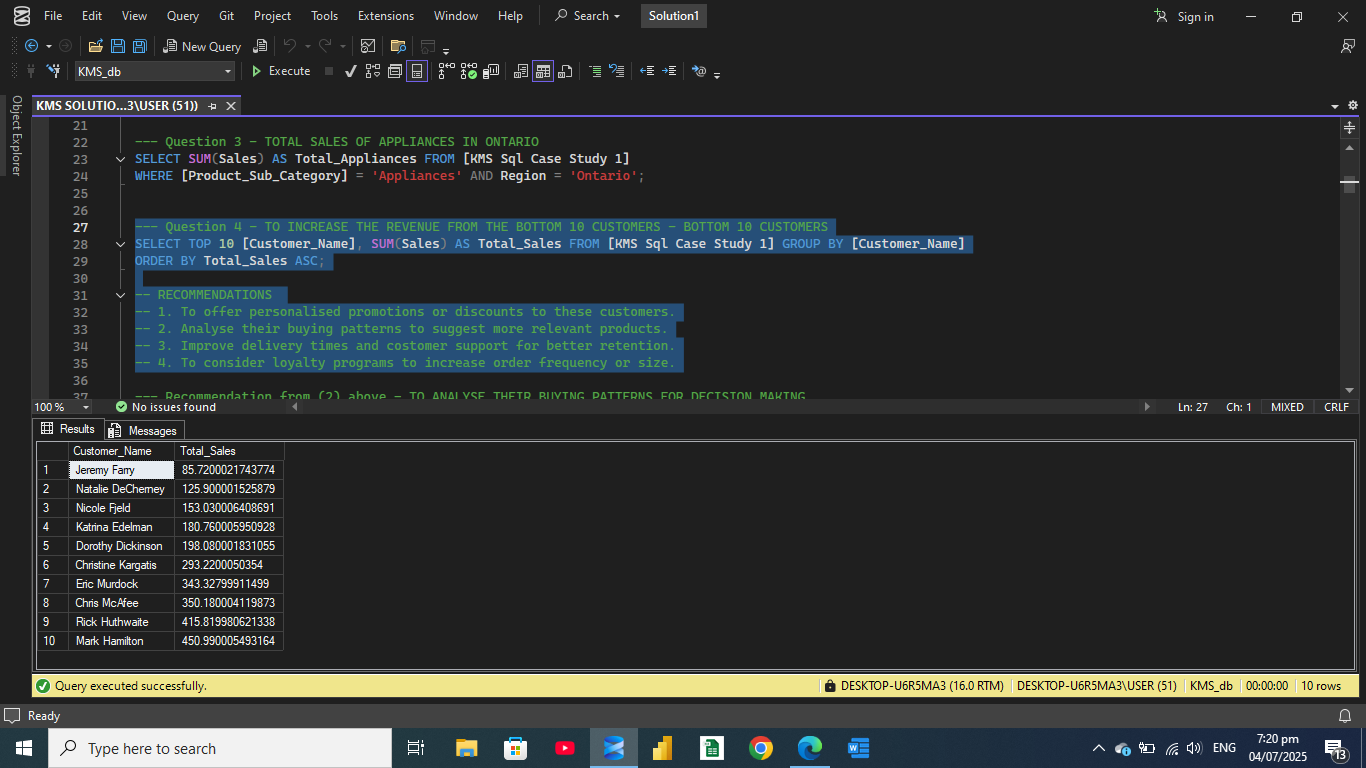 File Edit View Query Git Project Tools Extensions Window Help Search Solution1 Sign in
New Query
KMS_db Execute
Object Explorer
KMS SOLUTIO...3\USER (51))
21
22 --- Question 3 - TOTAL SALES OF APPLIANCES IN ONTARIO
23 SELECT SUM(Sales) AS Total_Appliances FROM [KMS Sql Case Study 1]
24 WHERE [Product_Sub_Category] = 'Appliances' AND Region = 'Ontario';
25
26
27 --- Question 4 - TO INCREASE THE REVENUE FROM THE BOTTOM 10 CUSTOMERS - BOTTOM 10 CUSTOMERS
28 SELECT TOP 10 [Customer_Name], SUM(Sales) AS Total_Sales FROM [KMS Sql Case Study 1] GROUP BY [Customer_Name]
29 ORDER BY Total_Sales ASC;
30
31 -- RECOMMENDATIONS
32 -- 1. To offer personalised promotions or discounts to these customers.
33 -- 2. Analyse their buying patterns to suggest more relevant products.
34 -- 3. Improve delivery times and costomer support for better retention.
35 -- 4. To consider loyalty programs to increase order frequency or size.
36
37 --- Recommendation from (2) above - TO ANALYSE THEIR BUYING PATTERNS FOR DECISION MAKING
100 % No issues found Ln: 27 Ch: 1 MIXED CRLF
Results Messages
Customer_Name Total_Sales
1 Jeremy Farry 85.7200021743774
2 Natalie DeCherney 125.900001525879
3 Nicole Fjeld 153.030006408691
4 Katrina Edelman 180.760005950928
5 Dorothy Dickinson 198.080001831055
6 Christine Kargatis 293.2200050354
7 Eric Murdock 343.32799911499
8 Chris McAfee 350.180004119873
9 Rick Huthwaite 415.819980621338
10 Mark Hamilton 450.990005493164
Query executed successfully. DESKTOP-U6R5MA3 (16.0 RTM) DESKTOP-U6R5MA3\USER (51) KMS_db 00:00:00 10 rows
Ready
Type here to search ENG 7:20 pm
04/07/2025 13